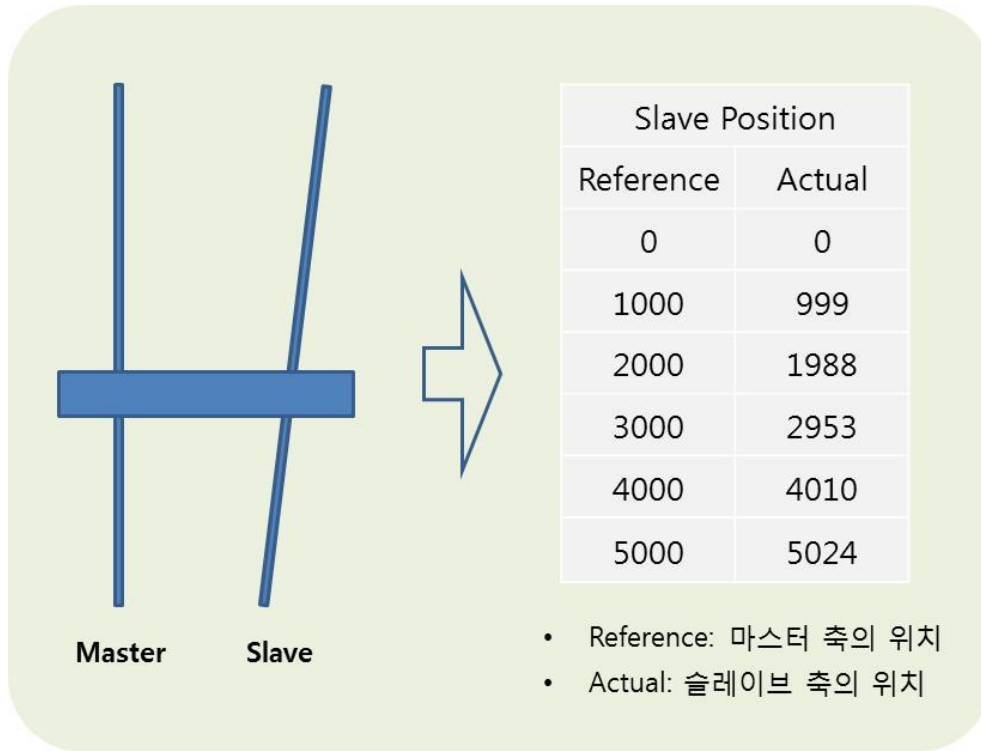 Slave Position
Reference Actual
0 0
1000 999
2000 1988
3000 2953
4000 4010
5000 5024
Master Slave
• Reference: 마스터 축의 위치
• Actual: 슬레이브 축의 위치